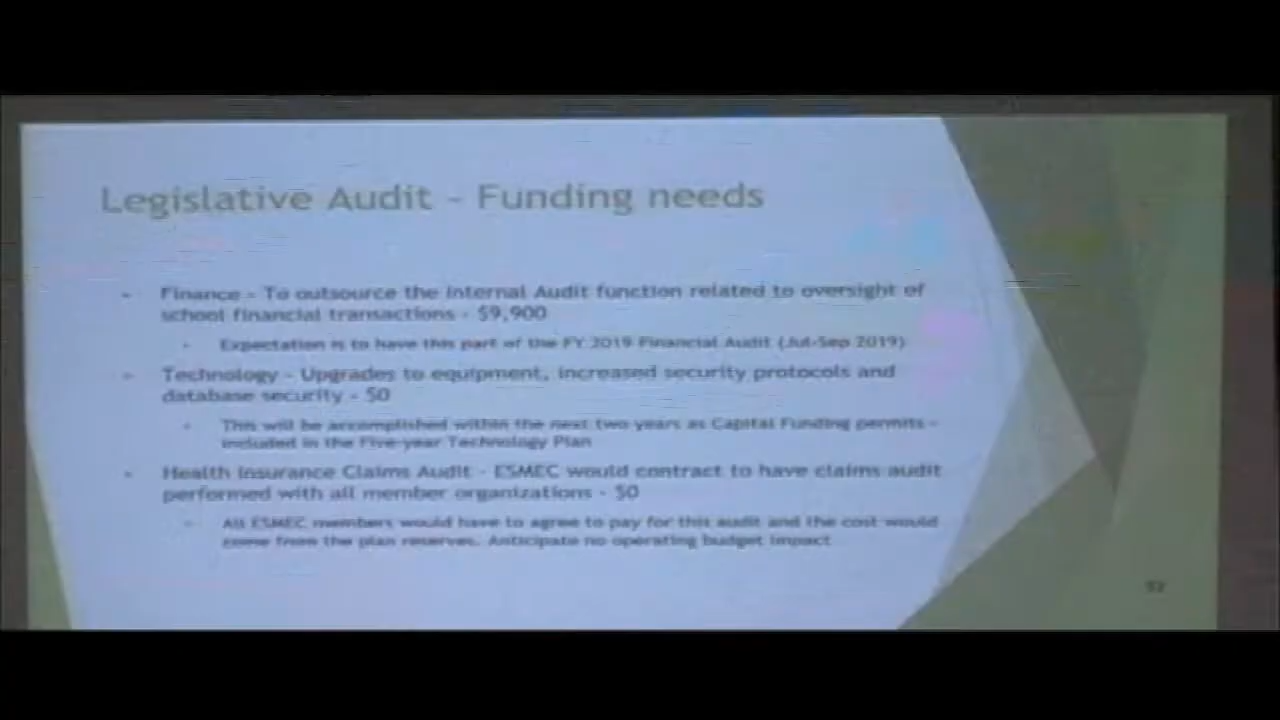 Legislative Audit - Funding needs
- Finance - To outsource the Internal Audit function related to oversight of
school financial transactions - $9,900
- Expectation is to have this part of the FY 2019 Financial Audit (Jul-Sep 2019)
- Technology - Upgrades to equipment, increased security protocols and
database security - $0
- This will be accomplished within the next two years as Capital Funding permits -
included in the Five-year Technology Plan
- Health Insurance Claims Audit - ESMEC would contract to have claims audit
performed with all member organizations - $0
- All ESMEC members would have to agree to pay for this audit and the cost would
come from the plan reserves. Anticipate no operating budget impact